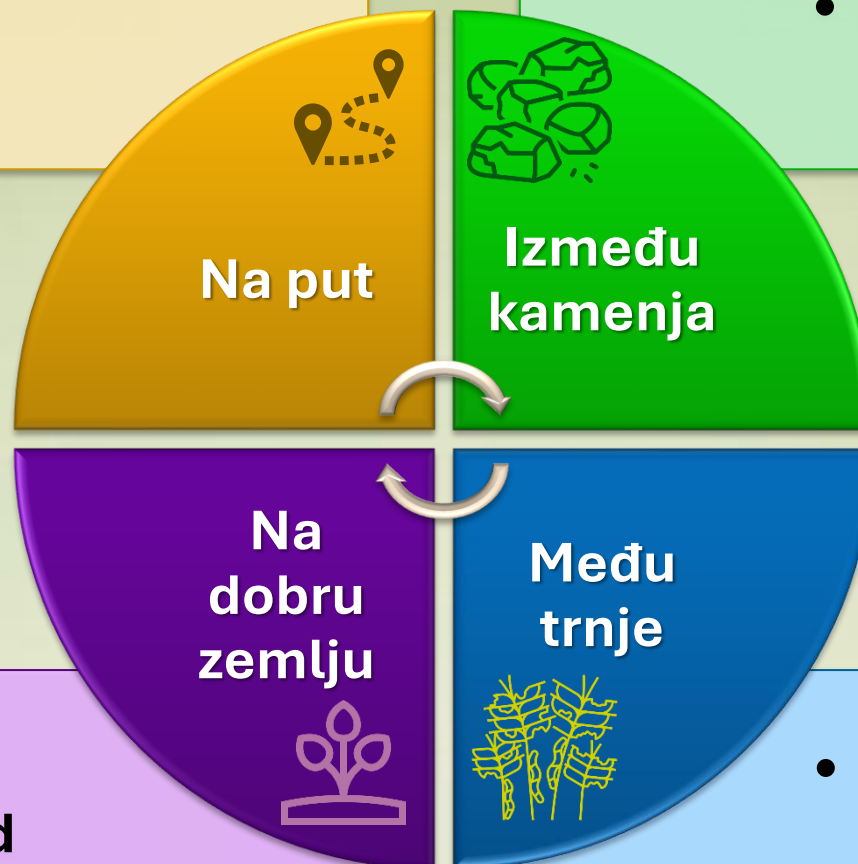 Na put
Između
kamenja
Na
dobru
zemlju
Među
trnje
d